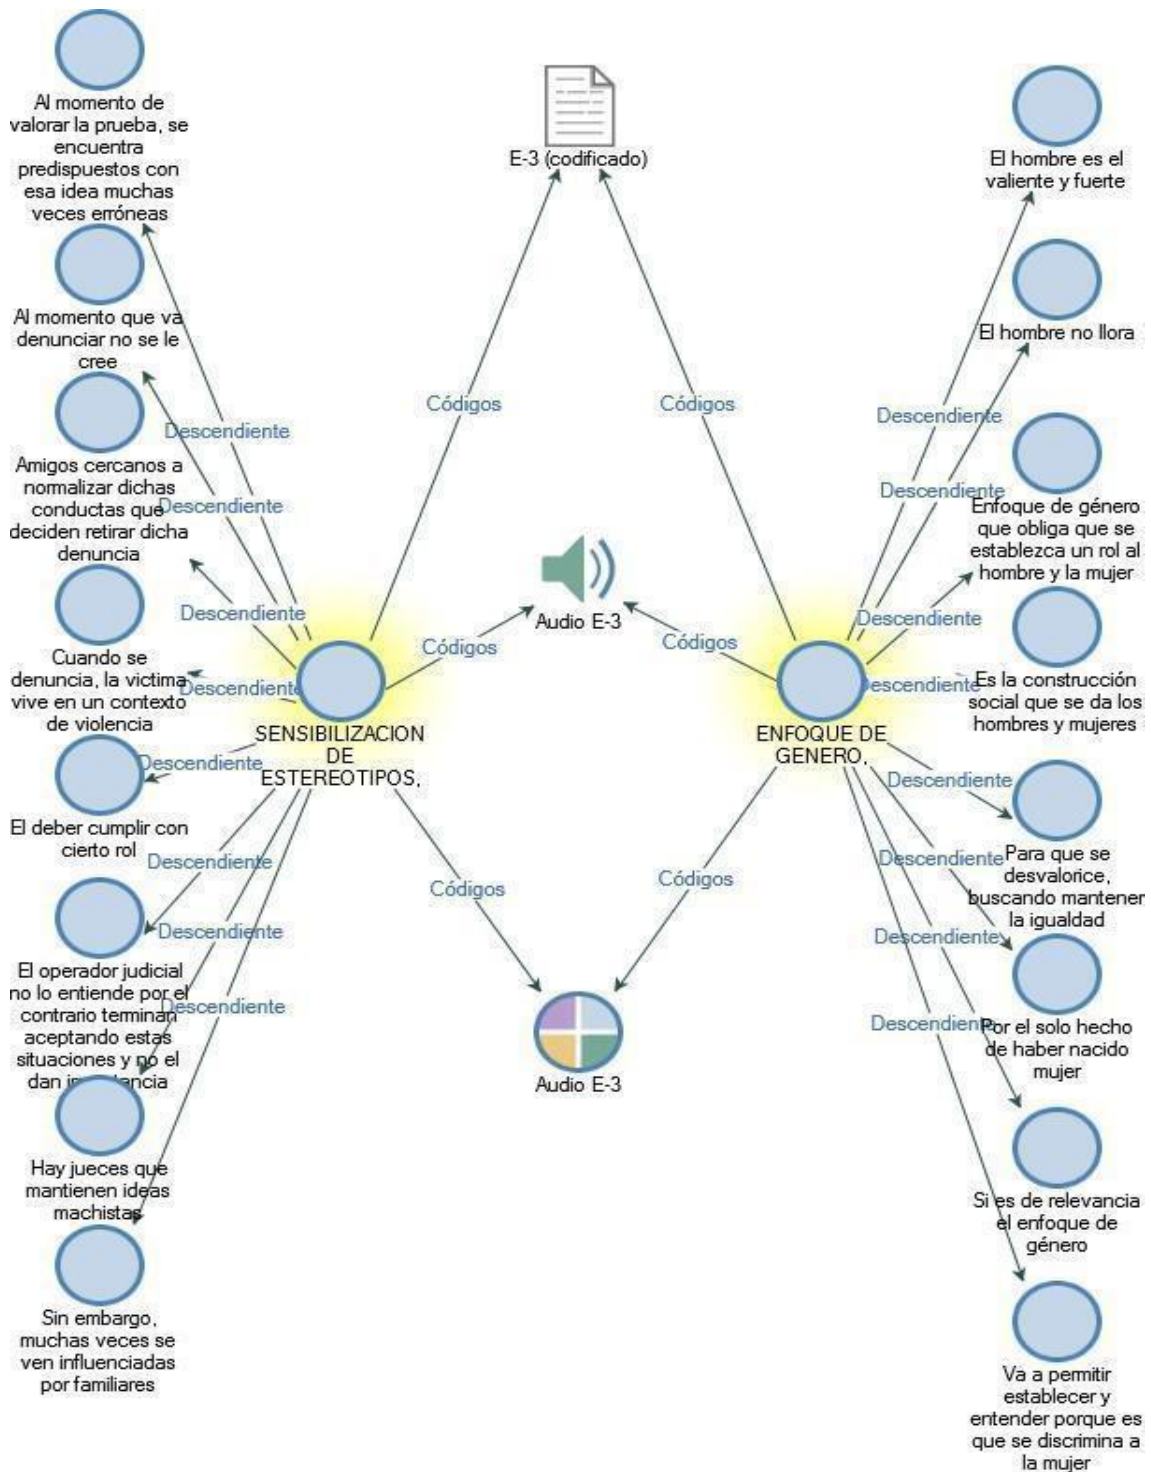 Al momento de
valorar la prueba, se
encuentra
predispuestos con
esa idea muchas
veces erróneas
Al momento que va
denunciar no se le
cree
Amigos cercanos a
normalizar dichas
conductas que
deciden retirar dicha
denuncia
Cuando se
denuncia, la victima
vive en un contexto
de violencia
El deber cumplir con
cierto rol
El operador judicial
no lo entiende por el
contrario terminan
aceptando estas
situaciones y no el
dan
Hay jueces que
mantienen ideas
machistas
Sin embargo,
muchas veces se
ven influenciadas
por familiares
Descendiente
Descendiente
Descendiente
Descendiente
Descendiente
Descendiente
Descendiente
Descendiente
SENSIBILIZACION
DE
ESTEREOTIPOS,
E-3 (codificado)
Códigos
Códigos
Audio E-3
Códigos
Códigos
Códigos
Códigos
Audio E-3
ENFOQUE DE
GENERO,
Descendiente
Descendiente
Descendiente
Descendiente
Descendiente
Descendiente
Descendiente
Descendiente
El hombre es el
valiente y fuerte
El hombre no llora
Enfoque de género
que obliga que se
establezca un rol al
hombre y la mujer
Es la construcción
social que se da los
hombres y mujeres
Para que se
desvalorice,
buscando mantener
la igualdad
Por el solo hecho
de haber nacido
mujer
Si es de relevancia
el enfoque de
género
Va a permitir
establecer y
entender porque es
que se discrimina a
la mujer